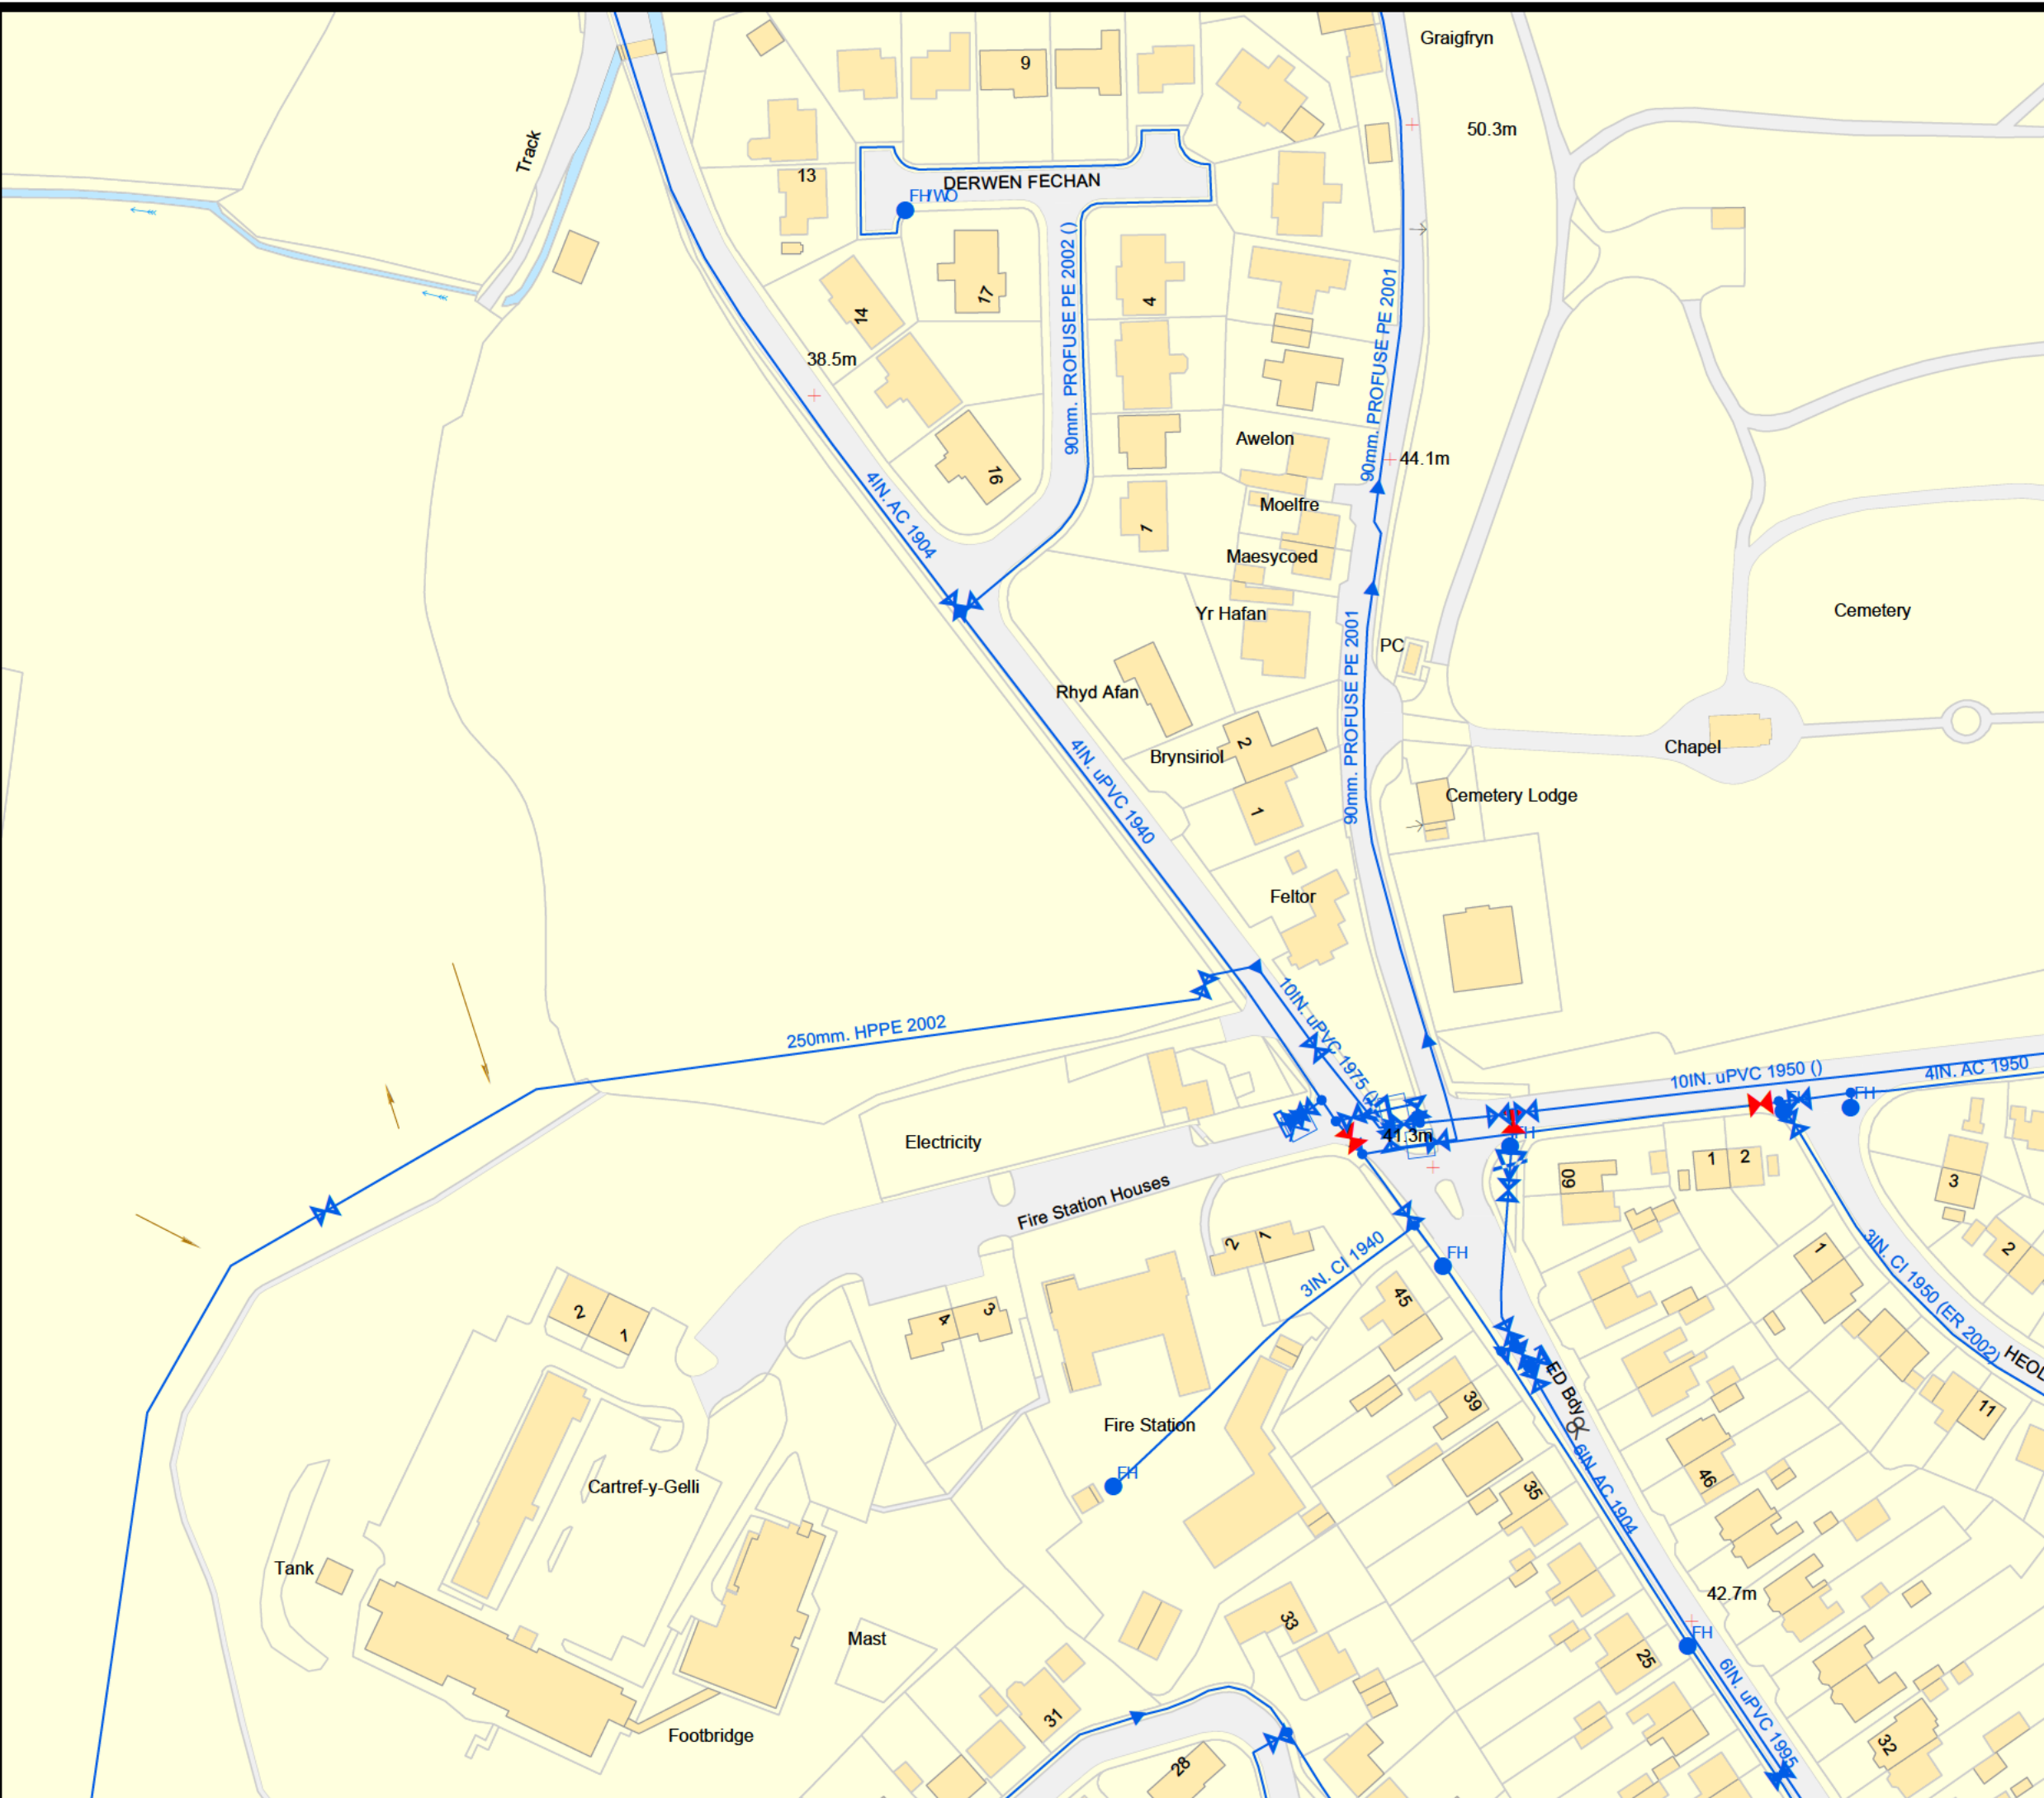 Graigfryn
9
50.3m
Track
13
DERWEN FECHAN
FH/WO
90mm. PROFUSE PE 2002 ()
17
4
14
90mm. PROFUSE PE 2001
38.5m
Awelon
44.1m
16
4IN. AC 1904
Moelfre
1
Maesycoed
Yr Hafan
Cemetery
PC
90mm. PROFUSE PE 2001
Rhyd Afan
2
Brynsiriol
Chapel
4IN. uPVC 1940
1
Cemetery Lodge
Feltor
10IN. uPVC 1975 ()
250mm. HPPE 2002
10IN. uPVC 1950 ()
4IN. AC 1950
FH
Electricity
41.3m
FH
Fire Station Houses
60
1
2
3
2
1
3IN. CI 1940
FH
1
2
3IN. CI 1950 (ER 2002)
HEOL
2
1
4
3
45
ED Bdy
39
11
Fire Station
FH
Cartref-y-Gelli
46
35
6IN. AC 1904
Tank
42.7m
33
FH
Mast
25
6IN. uPVC 1995
31
Footbridge
28
32